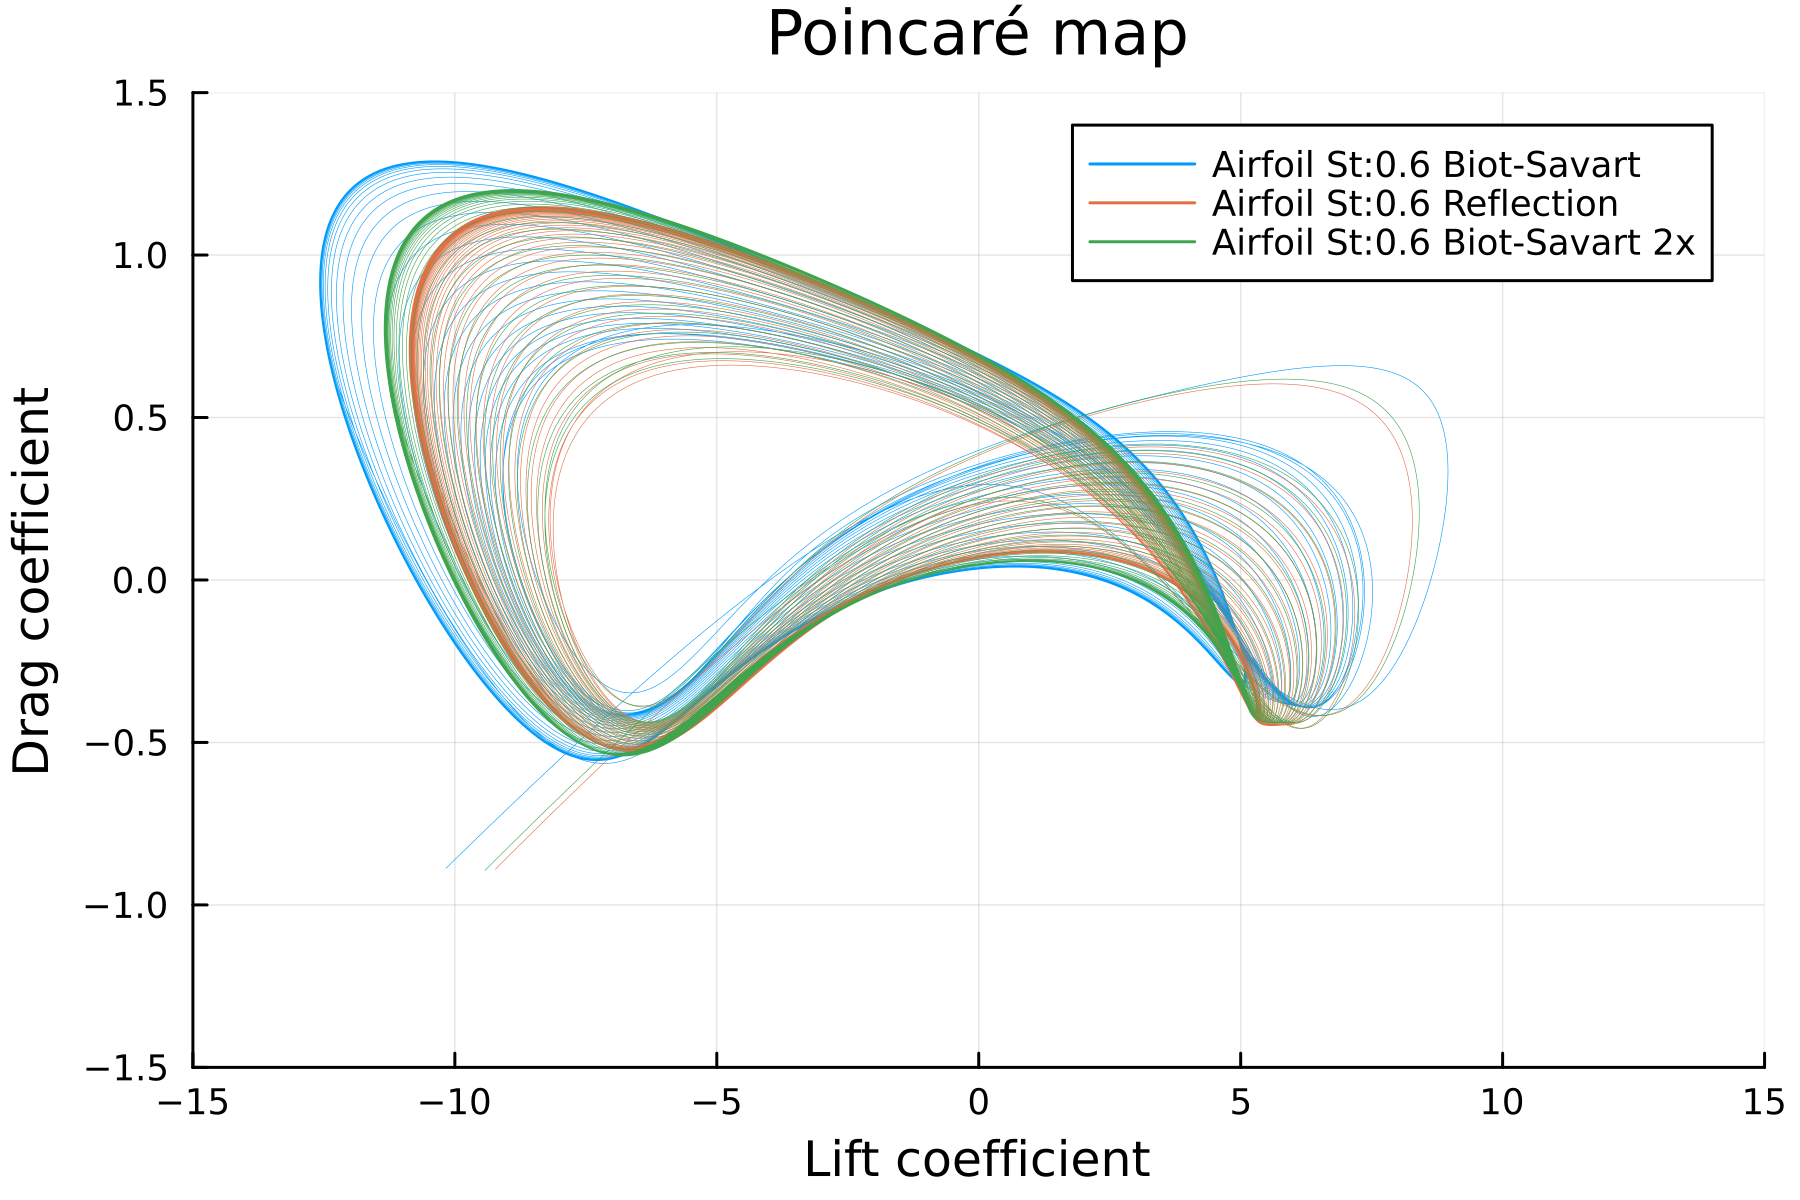 Poincaré map
1.5
1.0
0.5
0.0
−0.5
−1.0
−1.5
Drag coefficient
Airfoil St:0.6 Biot-Savart
Airfoil St:0.6 Reflection
Airfoil St:0.6 Biot-Savart 2x
−15 −10 −5 0 5 10 15
Lift coefficient